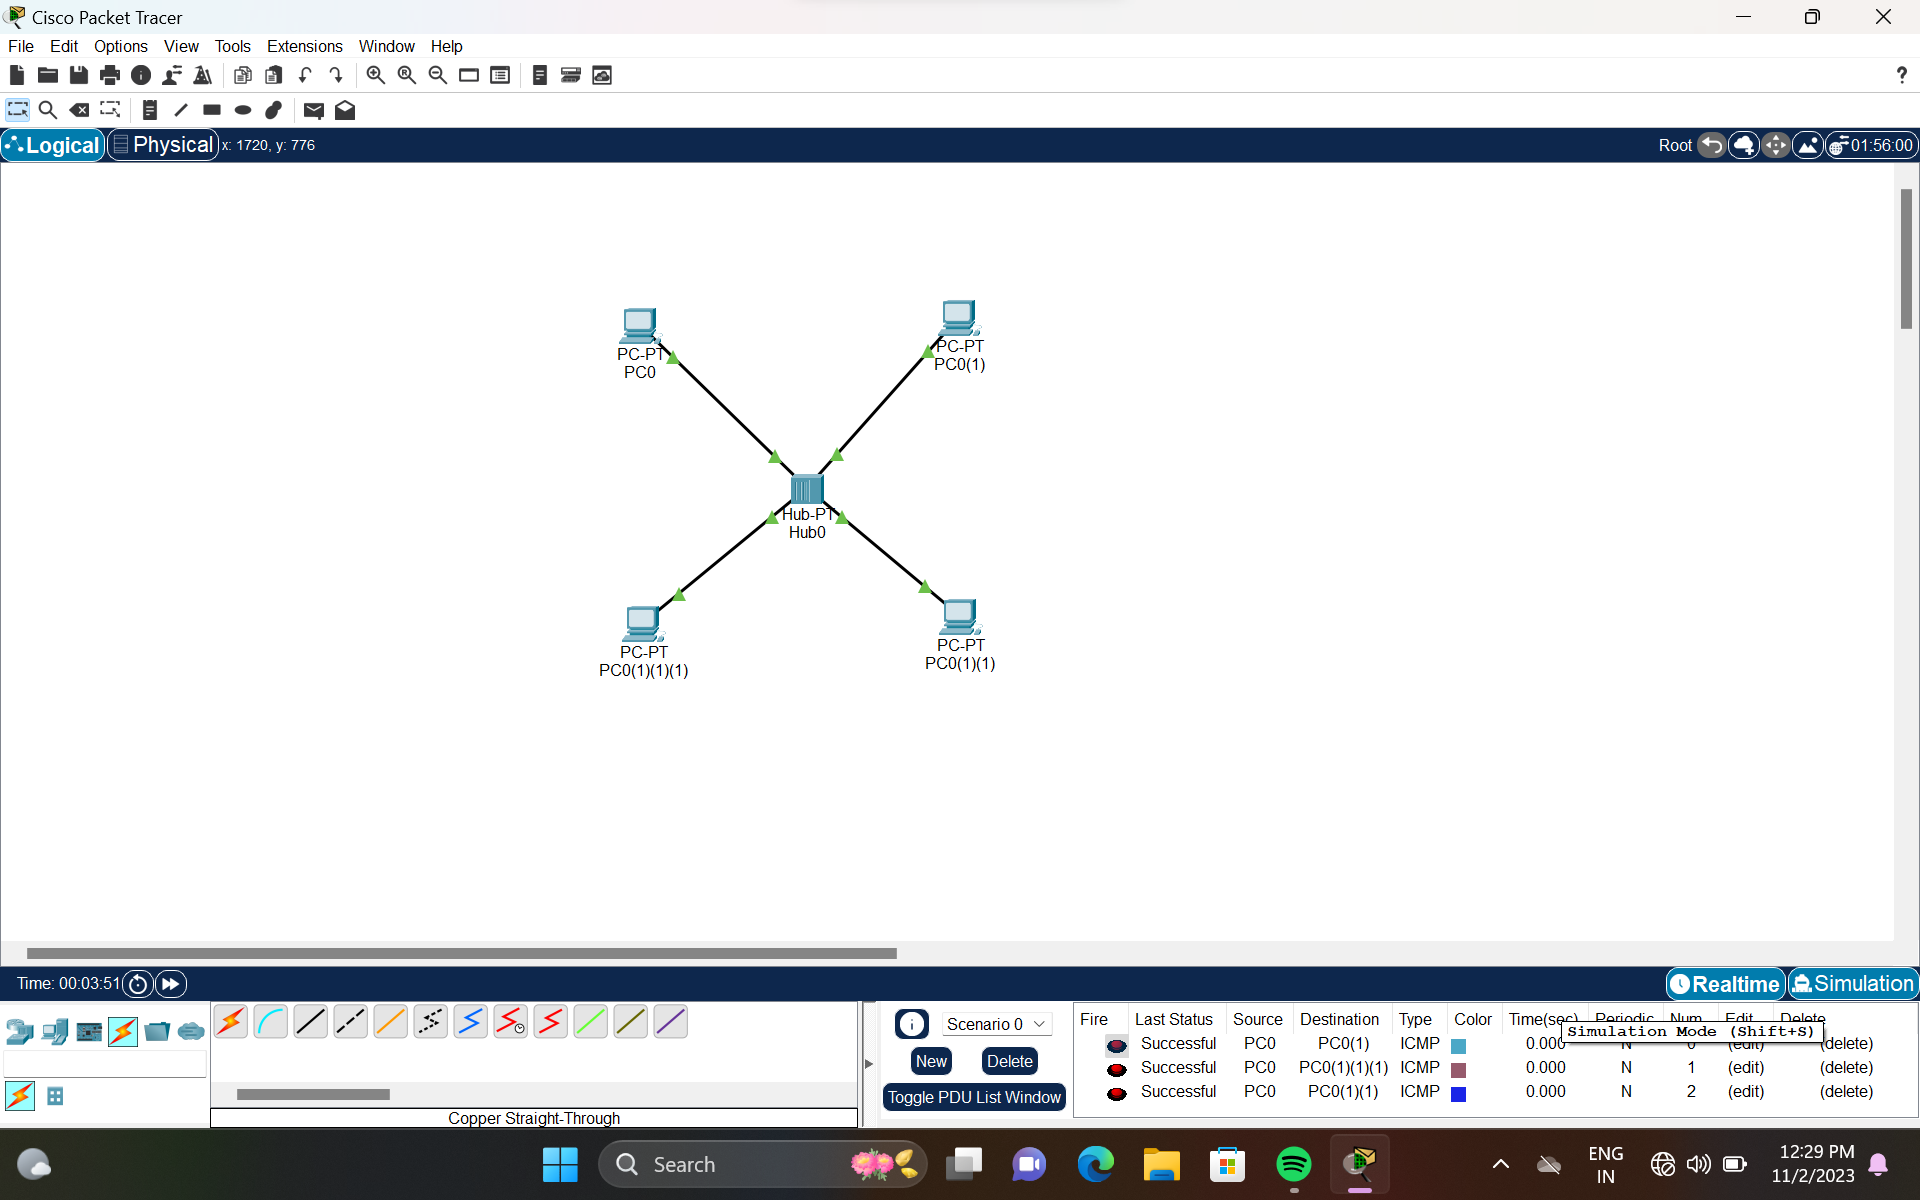 Cisco Packet Tracer
File Edit Options View Tools Extensions Window Help
?
Logical Physical x: 1720, y: 776 Root 01:56:00
PC-PT
PC0
PC-PT
PC0(1)
Hub-PT
Hub0
PC-PT
PC0(1)(1)(1)
PC-PT
PC0(1)(1)
Time: 00:03:51 Realtime Simulation
Scenario 0
New Delete
Toggle PDU List Window
Fire Last Status Source Destination Type Color Time(sec) Periodic Num Edit Delete
Simulation Mode (Shift+S)
Successful PC0 PC0(1) ICMP 0.000 N 0 (edit) (delete)
Successful PC0 PC0(1)(1)(1) ICMP 0.000 N 1 (edit) (delete)
Successful PC0 PC0(1)(1) ICMP 0.000 N 2 (edit) (delete)
Copper Straight-Through
Search
ENG
IN
12:29 PM
11/2/2023